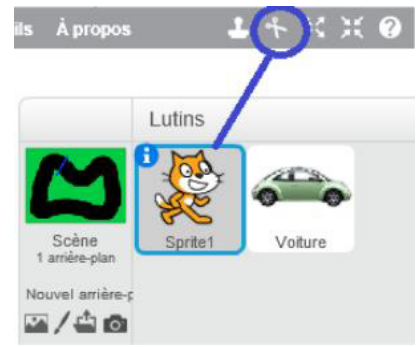 ils À propos
Lutins
Scène
1 arrière-plan
Sprite1
Voiture
Nouvel arrière-p